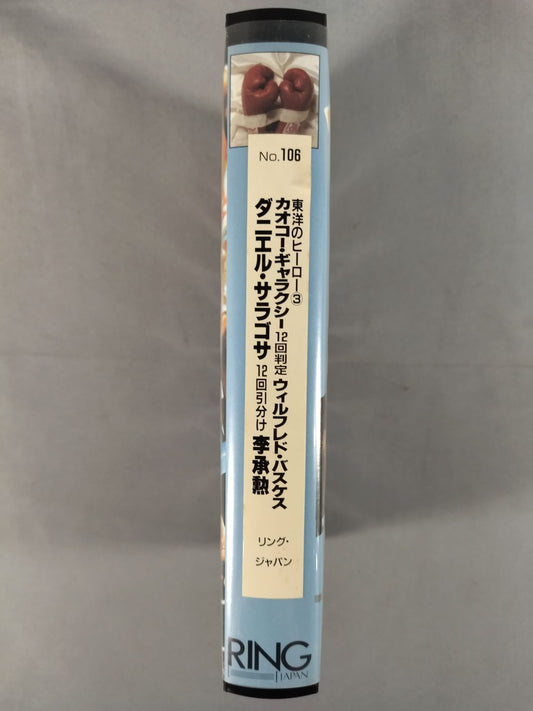 No.106
東洋のヒーロー③
カオコー・ギャラクシー 12回判定 ウィルフレド・バスケス
ダニエル・サラゴサ 12回引分け 李承勲
リング・
ジャパン
RING
JAPAN